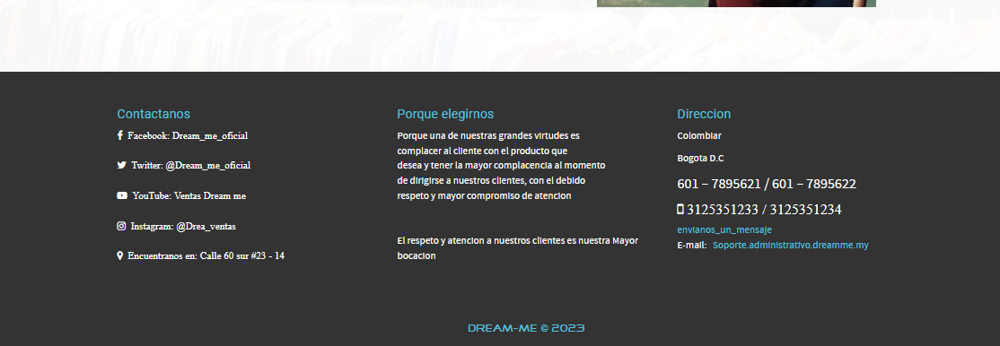 Contactanos
Facebook: Dream_me_oficial
Twitter: @Dream_me_oficial
YouTube: Ventas Dream me
Instagram: @Drea_ventas
Encuentranos en: Calle 60 sur #23 - 14
Porque elegirnos
Porque una de nuestras grandes virtudes es
complacer al cliente con el producto que
desea y tener la mayor complacencia al momento
de dirigirse a nuestros clientes, con el debido
respeto y mayor compromiso de atencion
El respeto y atencion a nuestros clientes es nuestra Mayor
bocacion
Direccion
Colombiar
Bogota D.C
601 – 7895621 / 601 – 7895622
3125351233 / 3125351234
envianos_un_mensaje
E-mail: Soporte.administrativo.dreamme.my
DREAM-ME © 2023